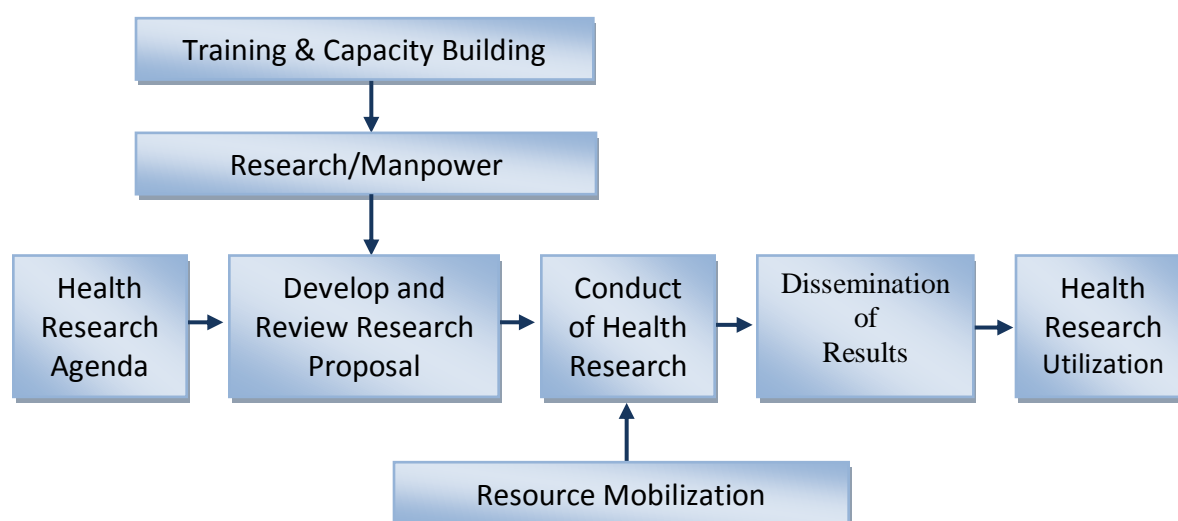 Training & Capacity Building
Research/Manpower
Health
Research
Agenda
Develop and
Review Research
Proposal
Conduct
of Health
Research
Dissemination
of
Results
Health
Research
Utilization
Resource Mobilization